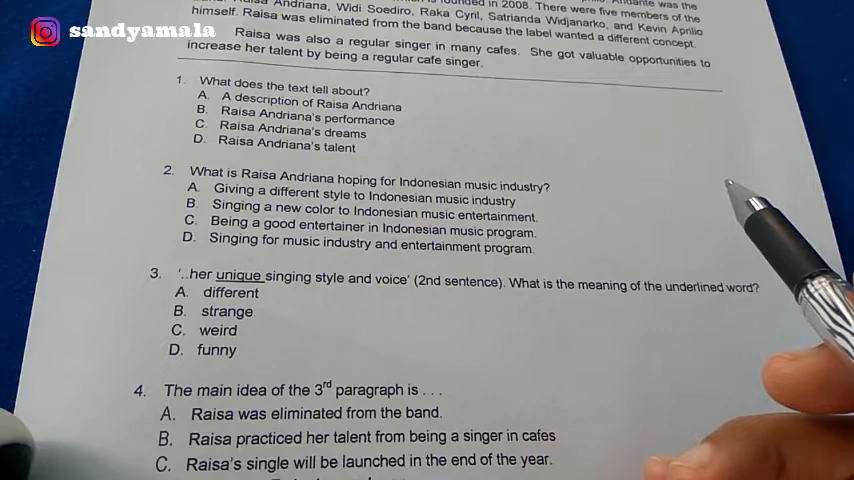 sandyamala
in 2008. There were five members of the
Andriana, Widi Soediro, Raka Cyril, Satrianda Widjanarko, and Kevin Aprilio
himself. Raisa was eliminated from the band because the label wanted a different concept.
Raisa was also a regular singer in many cafes. She got valuable opportunities to
increase her talent by being a regular cafe singer.
1. What does the text tell about?
A. A description of Raisa Andriana
B. Raisa Andriana's performance
C. Raisa Andriana's dreams
D. Raisa Andriana's talent
2. What is Raisa Andriana hoping for Indonesian music industry?
A. Giving a different style to Indonesian music industry
B. Singing a new color to Indonesian music entertainment.
C. Being a good entertainer in Indonesian music program.
D. Singing for music industry and entertainment program.
3. '..her unique singing style and voice' (2nd sentence). What is the meaning of the underlined word?
A. different
B. strange
C. weird
D. funny
4. The main idea of the 3rd paragraph is . . .
A. Raisa was eliminated from the band.
B. Raisa practiced her talent from being a singer in cafes
C. Raisa's single will be launched in the end of the year.